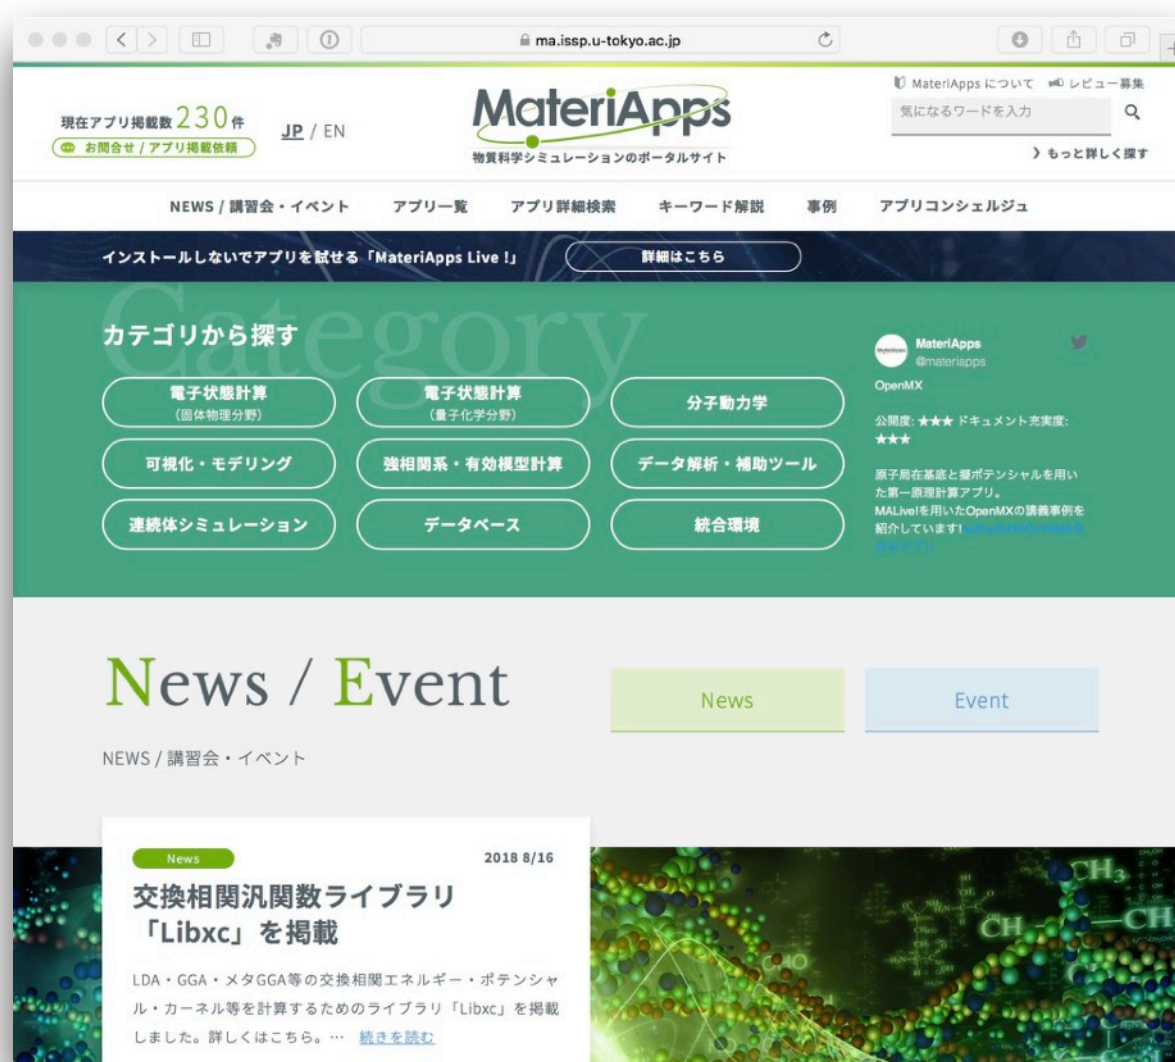 ma.issp.u-tokyo.ac.jp
現在アプリ掲載数230件
お問合せ / アプリ掲載依頼
JP / EN
MateriApps
物質科学シミュレーションのポータルサイト
MateriApps について レビュー募集
気になるワードを入力
もっと詳しく探す
NEWS / 講習会・イベント アプリ一覧 アプリ詳細検索 キーワード解説 事例 アプリコンシェルジュ
インストールしないでアプリを試せる「MateriApps Live !」 詳細はこちら
Category
カテゴリから探す
電子状態計算
(固体物理分野)
電子状態計算
(量子化学分野)
分子動力学
可視化・モデリング
強相関系・有効模型計算
データ解析・補助ツール
連続体シミュレーション
データベース
統合環境
MateriApps
@materiapps
OpenMX
公開度: ★★★ ドキュメント充実度:
★★★
原子局在基底と擬ポテンシャルを用い
た第一原理計算アプリ。
MALive!を用いたOpenMXの講義事例を
紹介しています!
News / Event
News
Event
NEWS / 講習会・イベント
News
2018 8/16
交換相関汎関数ライブラリ
「Libxc」を掲載
LDA・GGA・メタGGA等の交換相関エネルギー・ポテンシャ
ル・カーネル等を計算するためのライブラリ「Libxc」を掲載
しました。詳しくはこちら。… 続きを読む
CH3
CH
CH